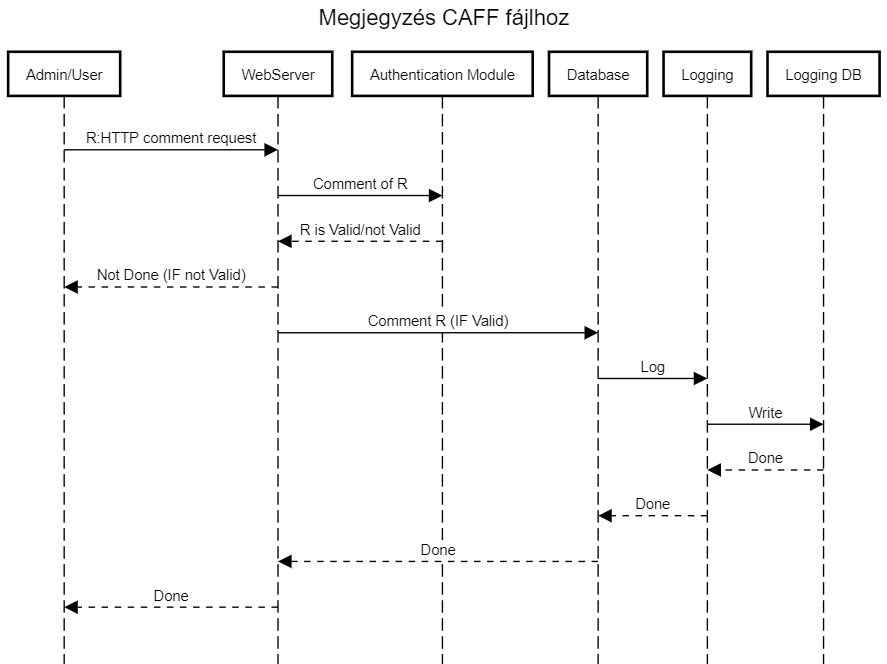 Megjegyzés CAFF fájlhoz
Admin/User
WebServer
Authentication Module
Database
Logging
Logging DB
R:HTTP comment request
Comment of R
R is Valid/not Valid
Not Done (IF not Valid)
Comment R (IF Valid)
Log
Write
Done
Done
Done
Done